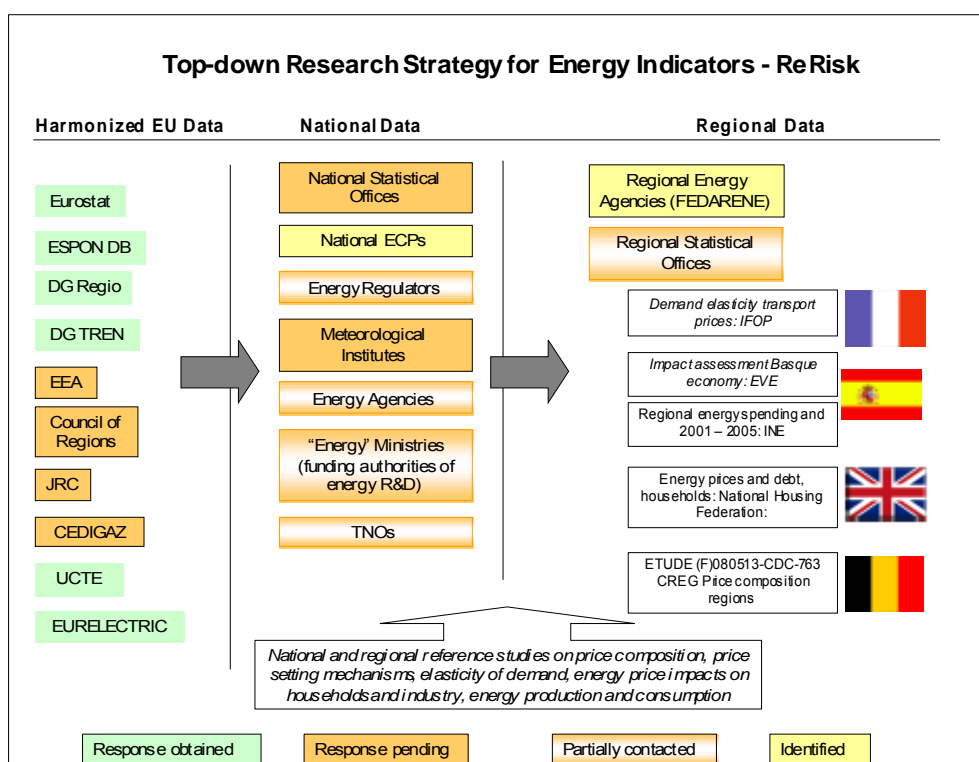 Top-down Research Strategy for Energy Indicators - ReRisk
Harmonized EU Data
National Data
Regional Data
Eurostat
ESPON DB
DG Regio
DG TREN
EEA
Council of
Regions
JRC
CEDIGAZ
UCTE
EURELECTRIC
National Statistical
Offices
National ECPs
Energy Regulators
Meteorological
Institutes
Energy Agencies
"Energy" Ministries
(funding authorities of
energy R&D)
TNOs
Regional Energy
Agencies (FEDARENE)
Regional Statistical
Offices
Demand elasticity transport
prices: IFOP
Impact assessment Basque
economy: EVE
Regional energy spending and
2001 – 2005: INE
Energy prices and debt,
households: National Housing
Federation:
ETUDE (F)080513-CDC-763
CREG Price composition
regions
National and regional reference studies on price composition, price
setting mechanisms, elasticity of demand, energy price impacts on
households and industry, energy production and consumption
Response obtained
Response pending
Partially contacted
Identified